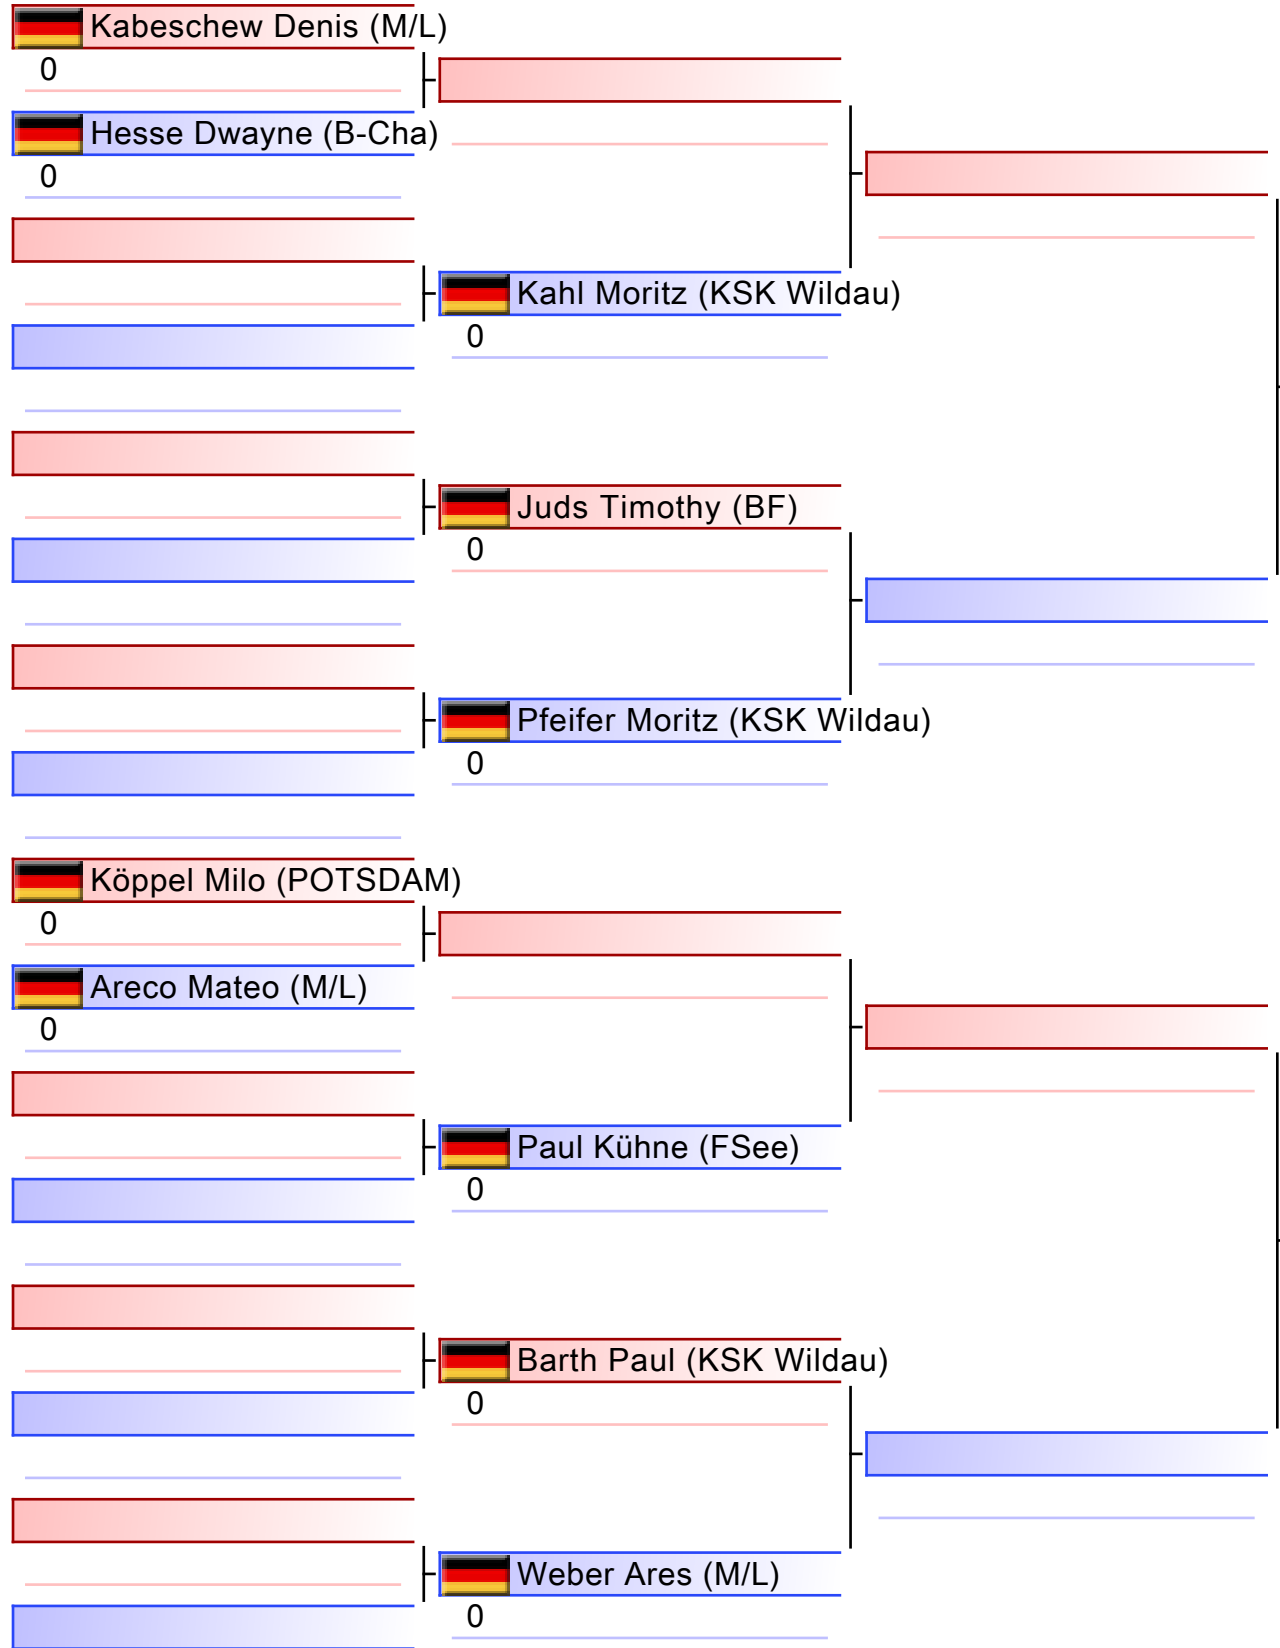 Kabeschew Denis (M/L)
0
Hesse Dwayne (B-Cha)
0
Kahl Moritz (KSK Wildau)
0
Juds Timothy (BF)
0
Pfeifer Moritz (KSK Wildau)
0
Köppel Milo (POTSDAM)
0
Areco Mateo (M/L)
0
Paul Kühne (FSee)
0
Barth Paul (KSK Wildau)
0
Weber Ares (M/L)
0